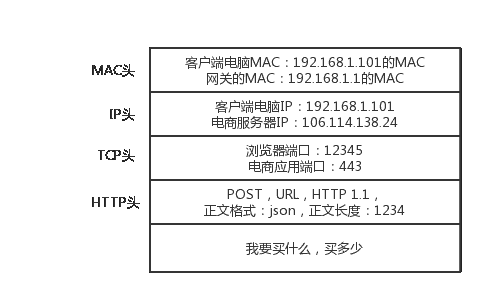 MAC头
客户端电脑MAC：192.168.1.101的MAC
网关的MAC：192.168.1.1的MAC
IP头
客户端电脑IP：192.168.1.101
电商服务器IP：106.114.138.24
TCP头
浏览器端口：12345
电商应用端口：443
HTTP头
POST，URL，HTTP 1.1，
正文格式：json，正文长度：1234
我要买什么，买多少